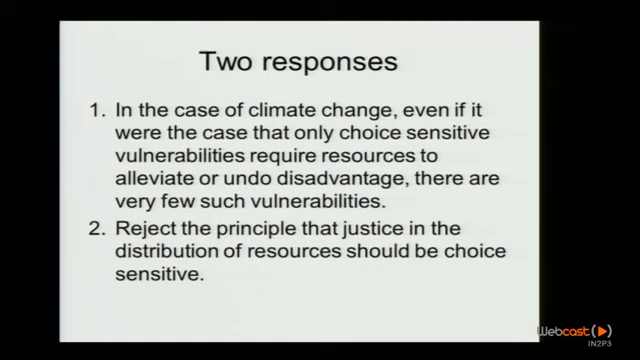 Two responses
1. In the case of climate change, even if it
were the case that only choice sensitive
vulnerabilities require resources to
alleviate or undo disadvantage, there are
very few such vulnerabilities.
2. Reject the principle that justice in the
distribution of resources should be choice
sensitive.
Webcast
IN2P3